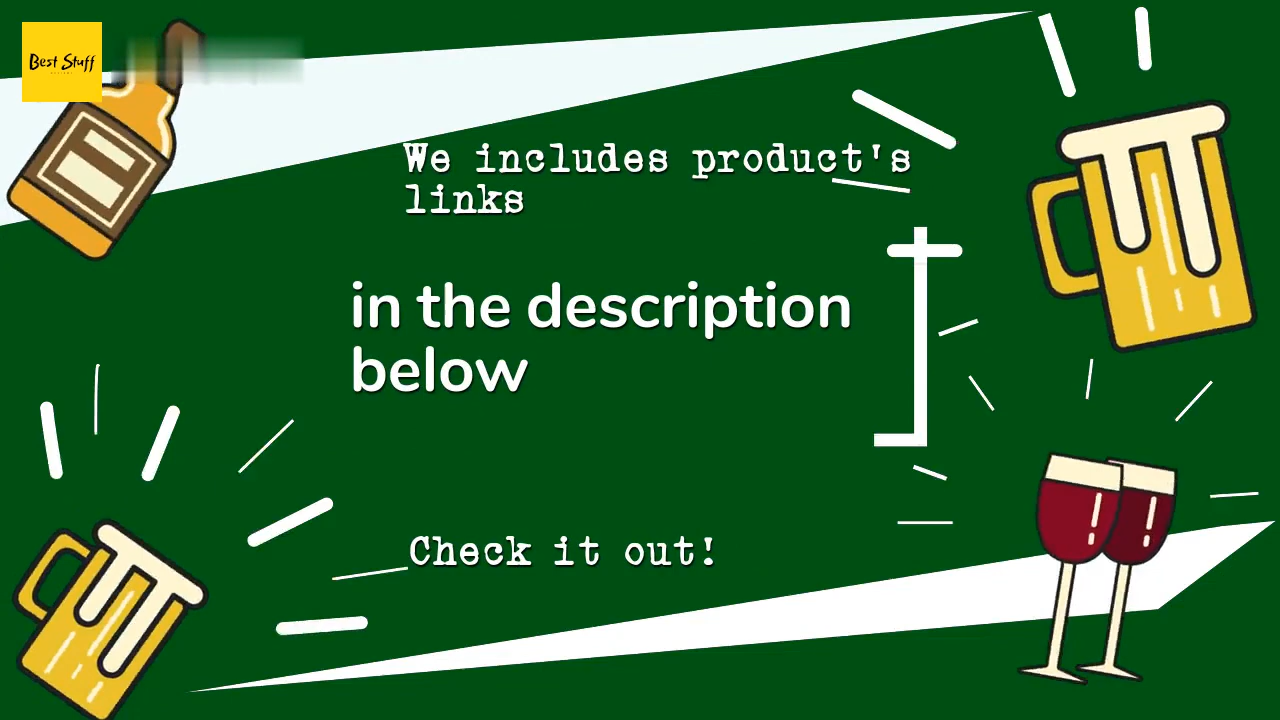 Best Stuff
We includes product's
links
in the description
below
Check it out!